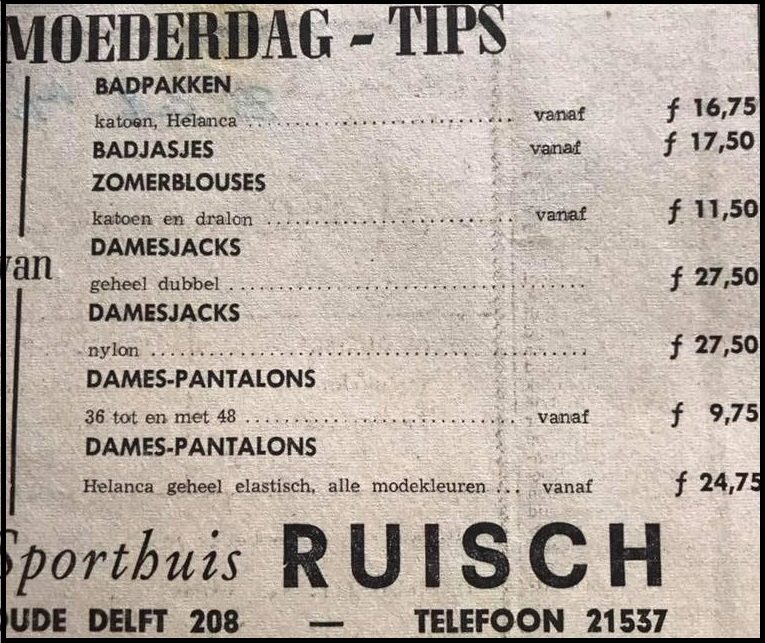 MOEDERDAG - TIPS
BADPAKKEN
katoen, Helanca .............................. vanaf f 16,75
BADJASJES vanaf f 17,50
ZOMERBLOUSES
katoen en dralon ............................ vanaf f 11,50
DAMESJACKS
geheel dubbel ........................................ f 27,50
van
DAMESJACKS
nylon .................................................. f 27,50
DAMES-PANTALONS
36 tot en met 48 .............................. vanaf f 9,75
DAMES-PANTALONS
Helanca geheel elastisch, alle modekleuren ... vanaf f 24,75
Sporthuis RUISCH
OUDE DELFT 208 — TELEFOON 21537